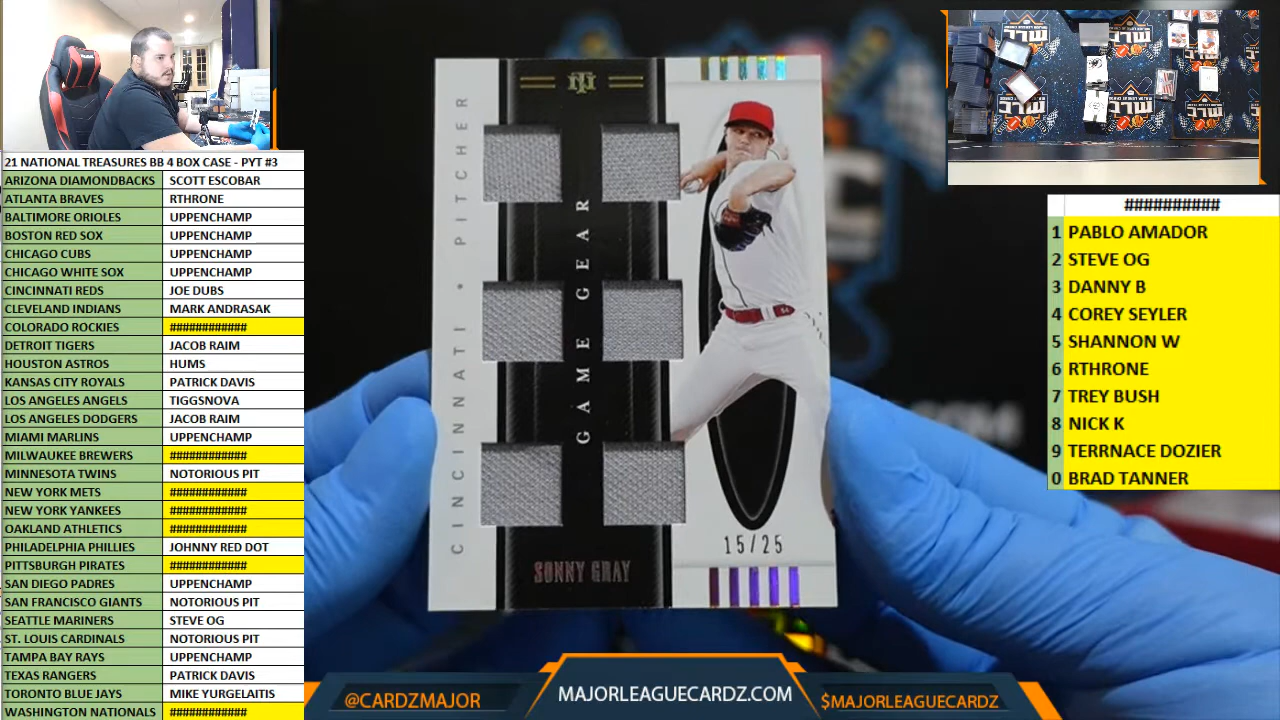 21 NATIONAL TREASURES BB 4 BOX CASE - PYT #3
ARIZONA DIAMONDBACKS SCOTT ESCOBAR
ATLANTA BRAVES RTHRONE
BALTIMORE ORIOLES UPPENCHAMP
BOSTON RED SOX UPPENCHAMP
CHICAGO CUBS UPPENCHAMP
CHICAGO WHITE SOX UPPENCHAMP
CINCINNATI REDS JOE DUBS
CLEVELAND INDIANS MARK ANDRASAK
COLORADO ROCKIES ############
DETROIT TIGERS JACOB RAIM
HOUSTON ASTROS HUMS
KANSAS CITY ROYALS PATRICK DAVIS
LOS ANGELES ANGELS TIGGSNOVA
LOS ANGELES DODGERS JACOB RAIM
MIAMI MARLINS UPPENCHAMP
MILWAUKEE BREWERS ############
MINNESOTA TWINS NOTORIOUS PIT
NEW YORK METS ############
NEW YORK YANKEES ############
OAKLAND ATHLETICS ############
PHILADELPHIA PHILLIES JOHNNY RED DOT
PITTSBURGH PIRATES ############
SAN DIEGO PADRES UPPENCHAMP
SAN FRANCISCO GIANTS NOTORIOUS PIT
SEATTLE MARINERS STEVE OG
ST. LOUIS CARDINALS NOTORIOUS PIT
TAMPA BAY RAYS UPPENCHAMP
TEXAS RANGERS PATRICK DAVIS
TORONTO BLUE JAYS MIKE YURGELAITIS
WASHINGTON NATIONALS ############
CINCINNATI • PITCHER
GAME GEAR
SONNY GRAY
15/25
##########
1 PABLO AMADOR
2 STEVE OG
3 DANNY B
4 COREY SEYLER
5 SHANNON W
6 RTHRONE
7 TREY BUSH
8 NICK K
9 TERRNACE DOZIER
0 BRAD TANNER
@CARDZMAJOR
MAJORLEAGUECARDZ.COM
$MAJORLEAGUECARDZ